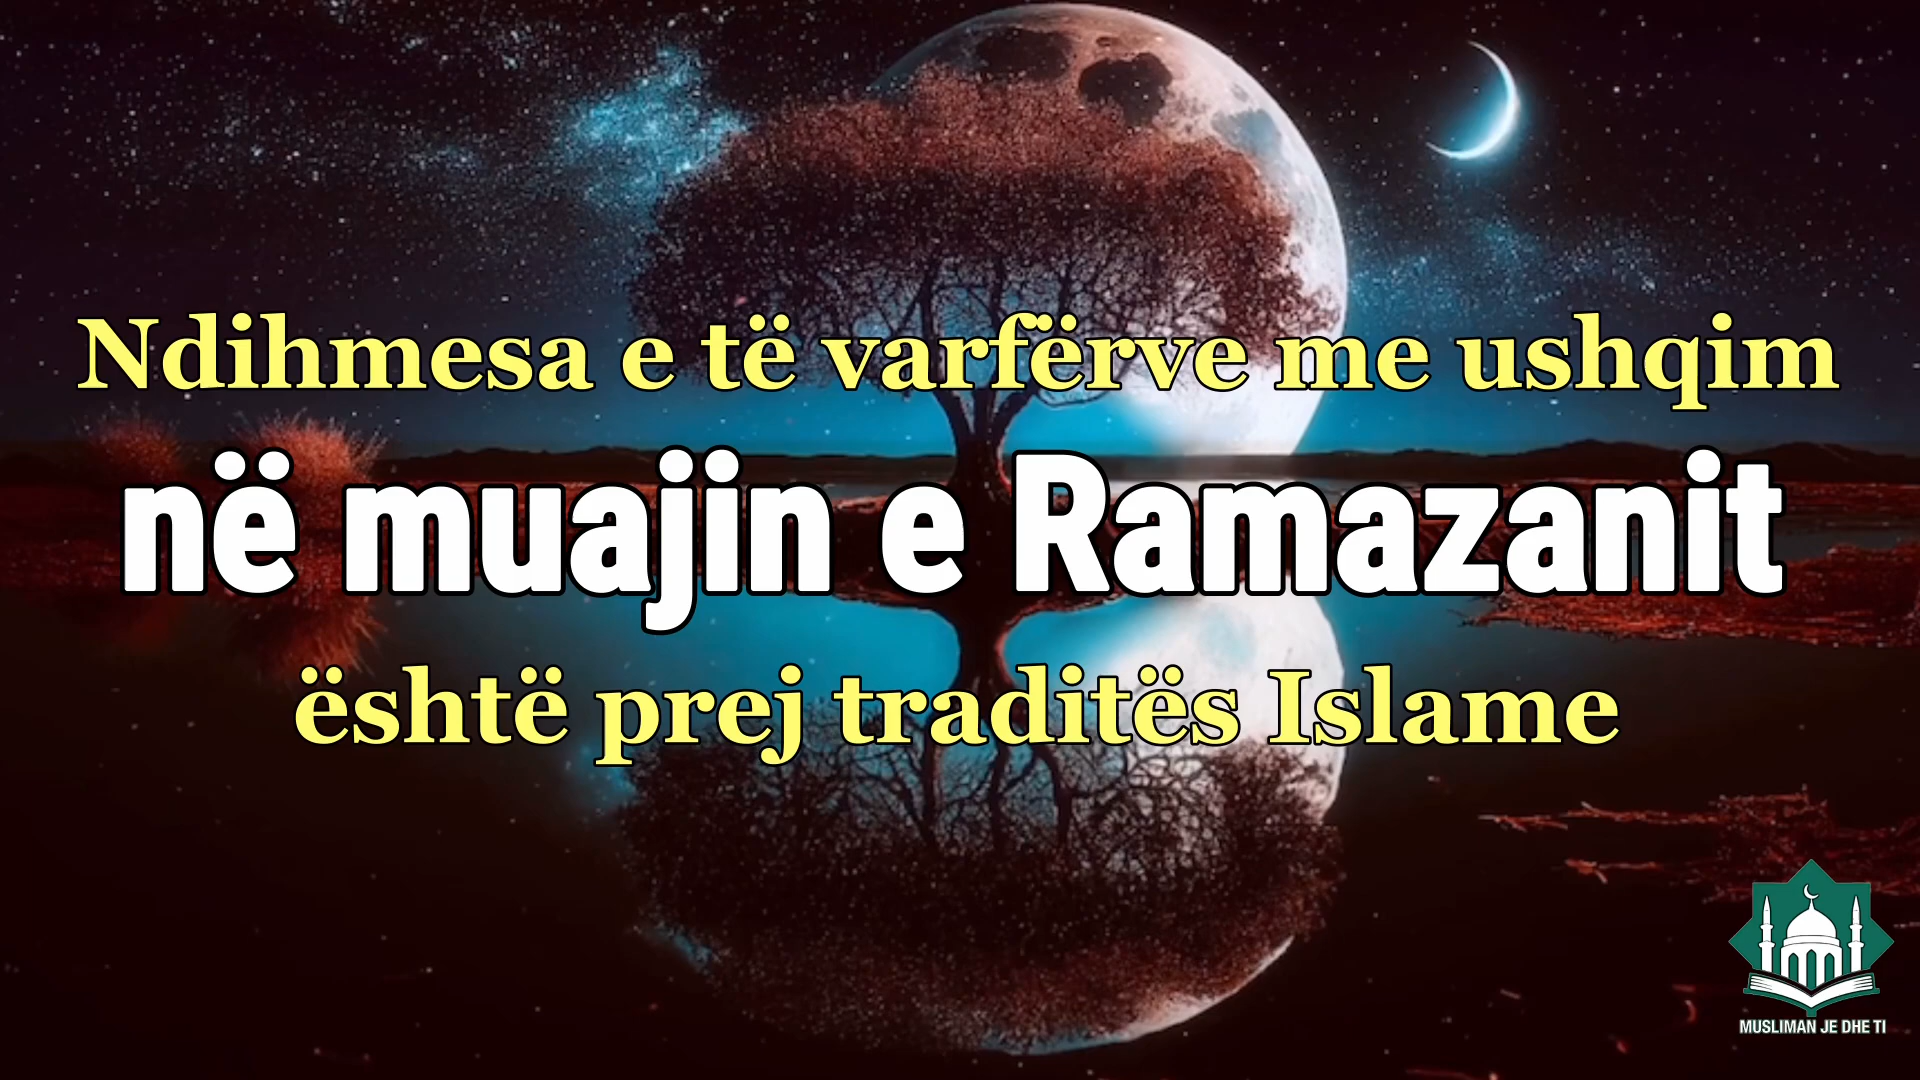 Ndihmesa e të varfërve me ushqim
në muajin e Ramazanit
është prej traditës Islame
MUSLIMAN JE DHE TI